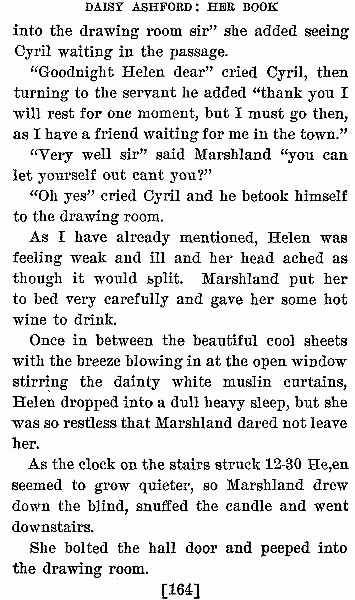 DAISY ASHFORD: HER BOOK
into the drawing room sir” she added seeing
Cyril waiting in the passage.
“Goodnight Helen dear” cried Cyril, then
turning to the servant he added “thank you I
will rest for one moment, but I must go then,
as I have a friend waiting for me in the town.”
“Very well sir” said Marshland “you can
let yourself out cant you?”
“Oh yes” cried Cyril and he betook himself
to the drawing room.
As I have already mentioned, Helen was
feeling weak and ill and her head ached as
though it would split. Marshland put her
to bed very carefully and gave her some hot
wine to drink.
Once in between the beautiful cool sheets
with the breeze blowing in at the open window
stirring the dainty white muslin curtains,
Helen dropped into a dull heavy sleep, but she
was so restless that Marshland dared not leave
her.
As the clock on the stairs struck 12-30 He,en
seemed to grow quieter, so Marshland drew
down the blind, snuffed the candle and went
downstairs.
She bolted the hall door and peeped into
the drawing room.
[164]